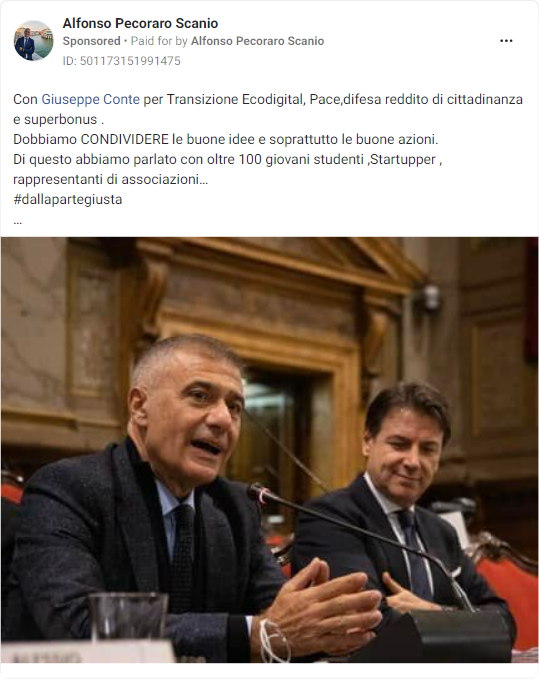 Alfonso Pecoraro Scanio
Sponsored • Paid for by Alfonso Pecoraro Scanio
ID: 501173151991475
Con Giuseppe Conte per Transizione Ecodigital, Pace,difesa reddito di cittadinanza
e superbonus .
Dobbiamo CONDIVIDERE le buone idee e soprattutto le buone azioni.
Di questo abbiamo parlato con oltre 100 giovani studenti ,Startupper ,
rappresentanti di associazioni…
#dallapartegiusta
…